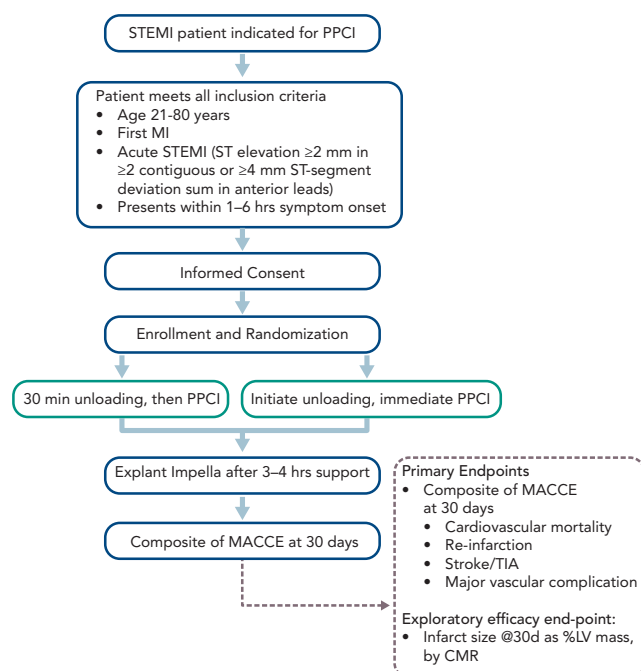 STEMI patient indicated for PPCI
Patient meets all inclusion criteria
• Age 21-80 years
• First MI
• Acute STEMI (ST elevation ≥2 mm in
≥2 contiguous or ≥4 mm ST-segment
deviation sum in anterior leads)
• Presents within 1–6 hrs symptom onset
Informed Consent
Enrollment and Randomization
30 min unloading, then PPCI
Initiate unloading, immediate PPCI
Explant Impella after 3–4 hrs support
Composite of MACCE at 30 days
Primary Endpoints
• Composite of MACCE
at 30 days
• Cardiovascular mortality
• Re-infarction
• Stroke/TIA
• Major vascular complication
Exploratory efficacy end-point:
• Infarct size @30d as %LV mass,
by CMR